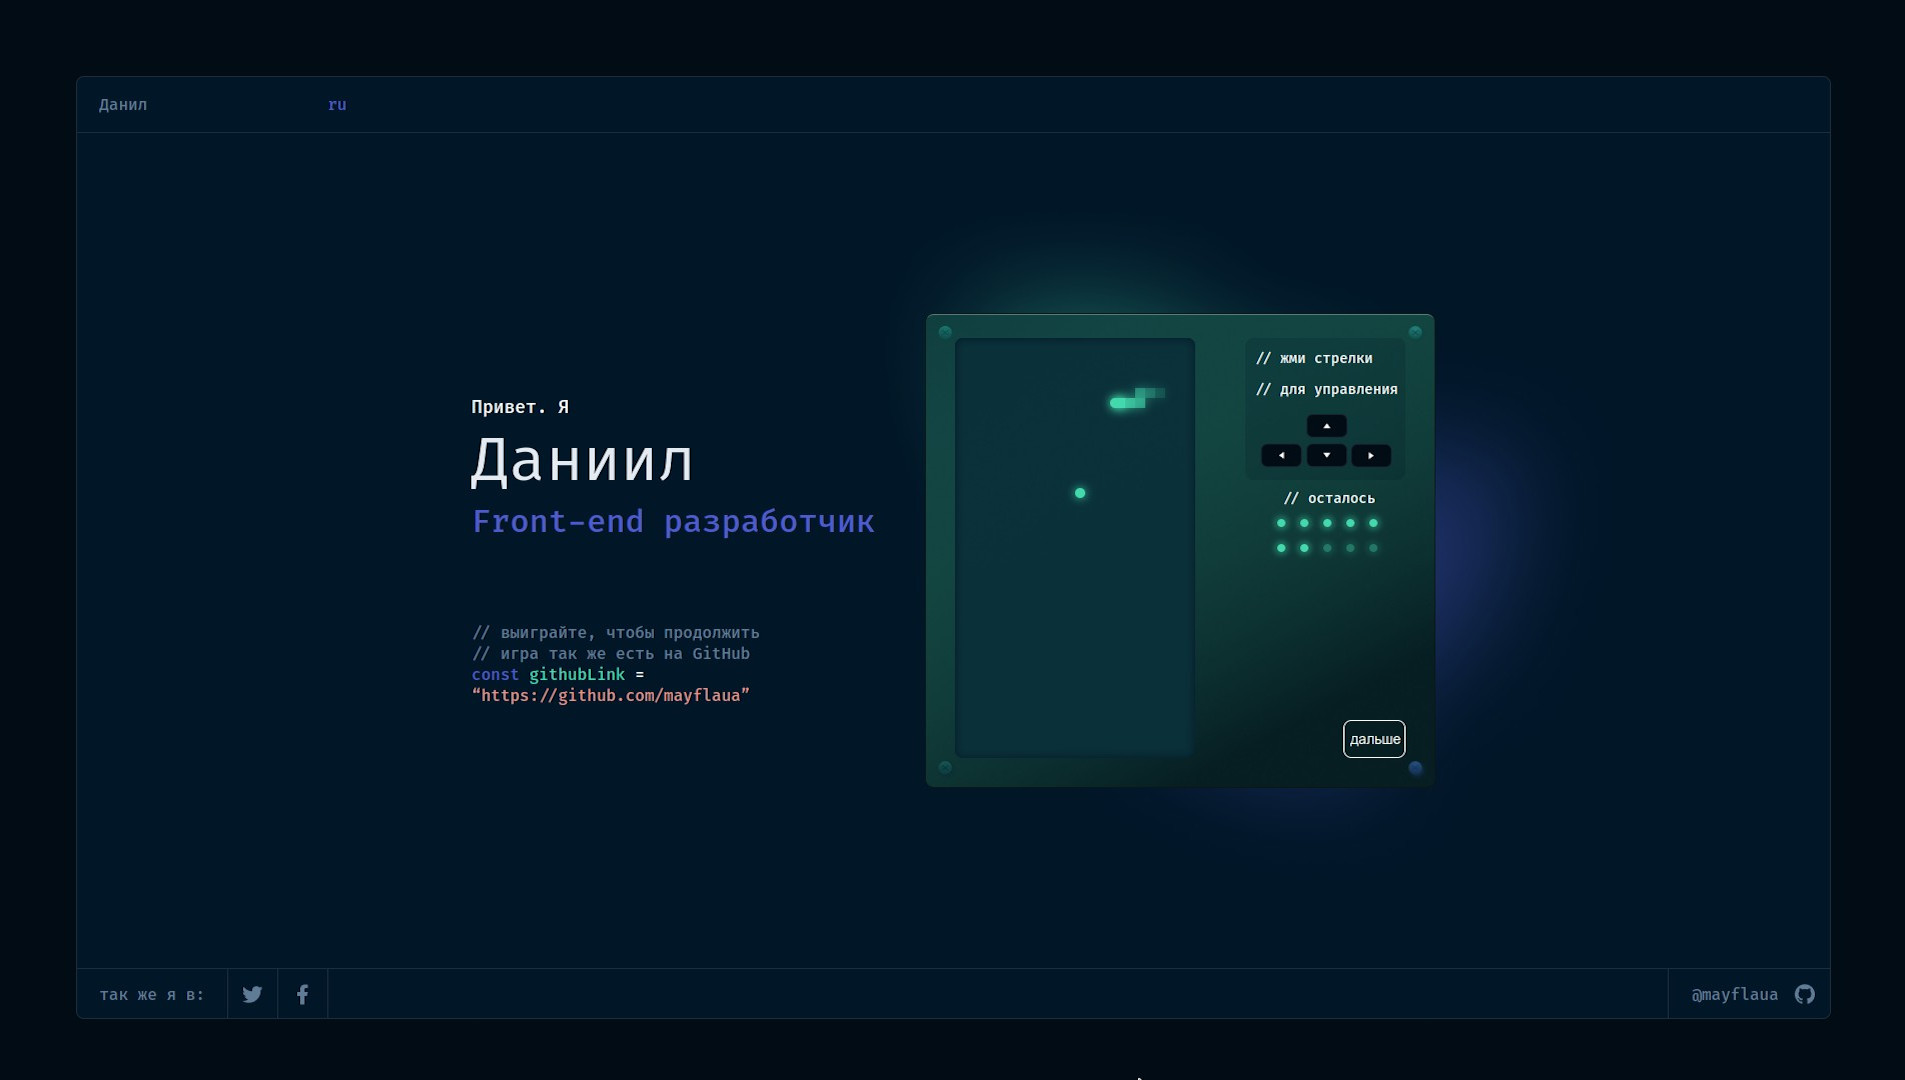 Данил
ru
Привет. Я
Даниил
Front-end разработчик
// выиграйте, чтобы продолжить
// игра так же есть на GitHub
const githubLink =
“https://github.com/mayflaua”
// жми стрелки
// для управления
// осталось
дальше
так же я в:
@mayflaua